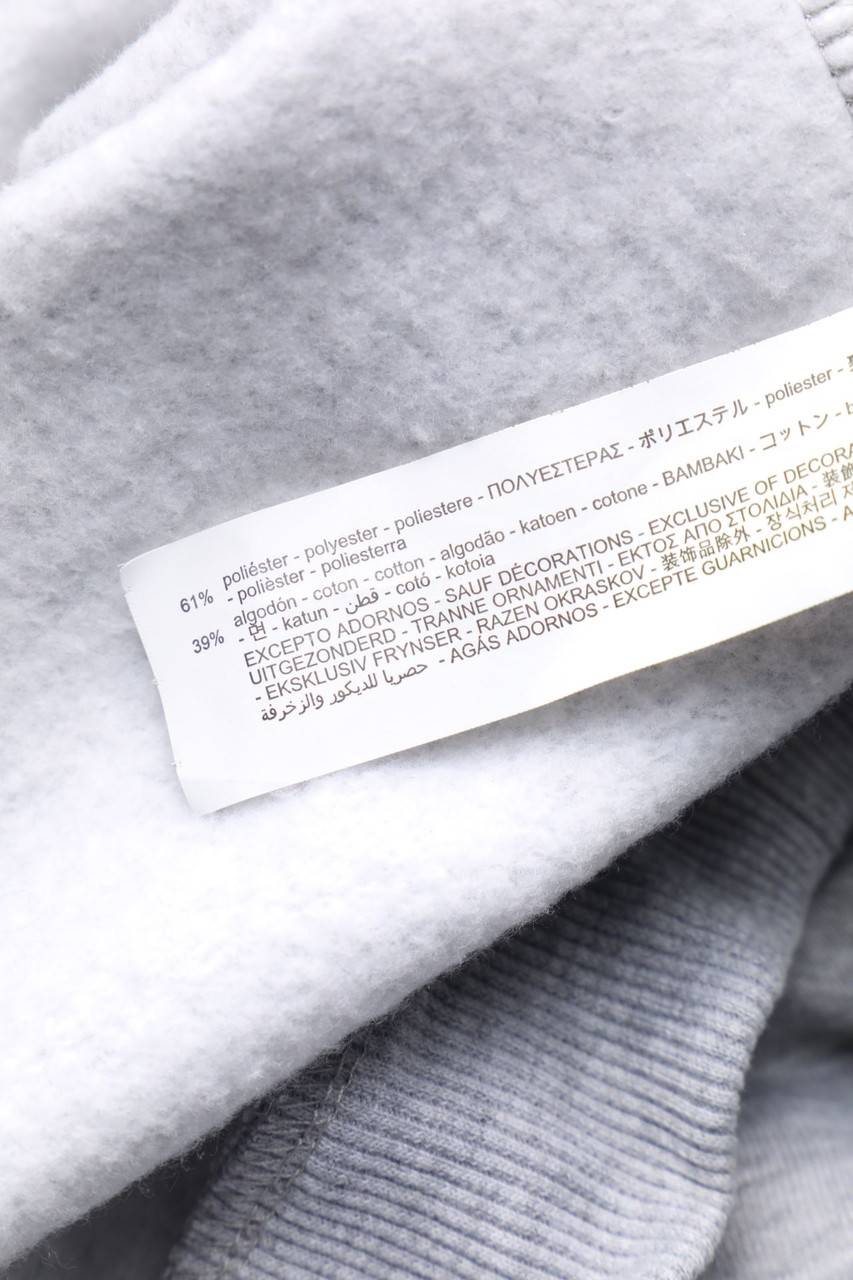 61% poliéster - polyester - poliestere - ΠΟΛΥΕΣΤΕΡΑΣ - ポリエステル - poliester -
- polièster - poliesterra
39% algodón - coton - cotton - algodão - katoen - cotone - BAMBAKI - コットン -
- 면 - katun - قطن - cotó - kotoia
EXCEPTO ADORNOS - SAUF DÉCORATIONS - EXCLUSIVE OF DECORA
UITGEZONDERD - TRANNE ORNAMENTI - ΕΚΤΟΣ ΑΠΟ ΣΤΟΛΙΔΙΑ - 装飾
- EKSKLUSIV FRYNSER - RAZEN OKRASKOV - 装饰品除外 - 장식처리
حصريا للديكور والزخرفة - AGÁS ADORNOS - EXCEPTE GUARNICIONS - A